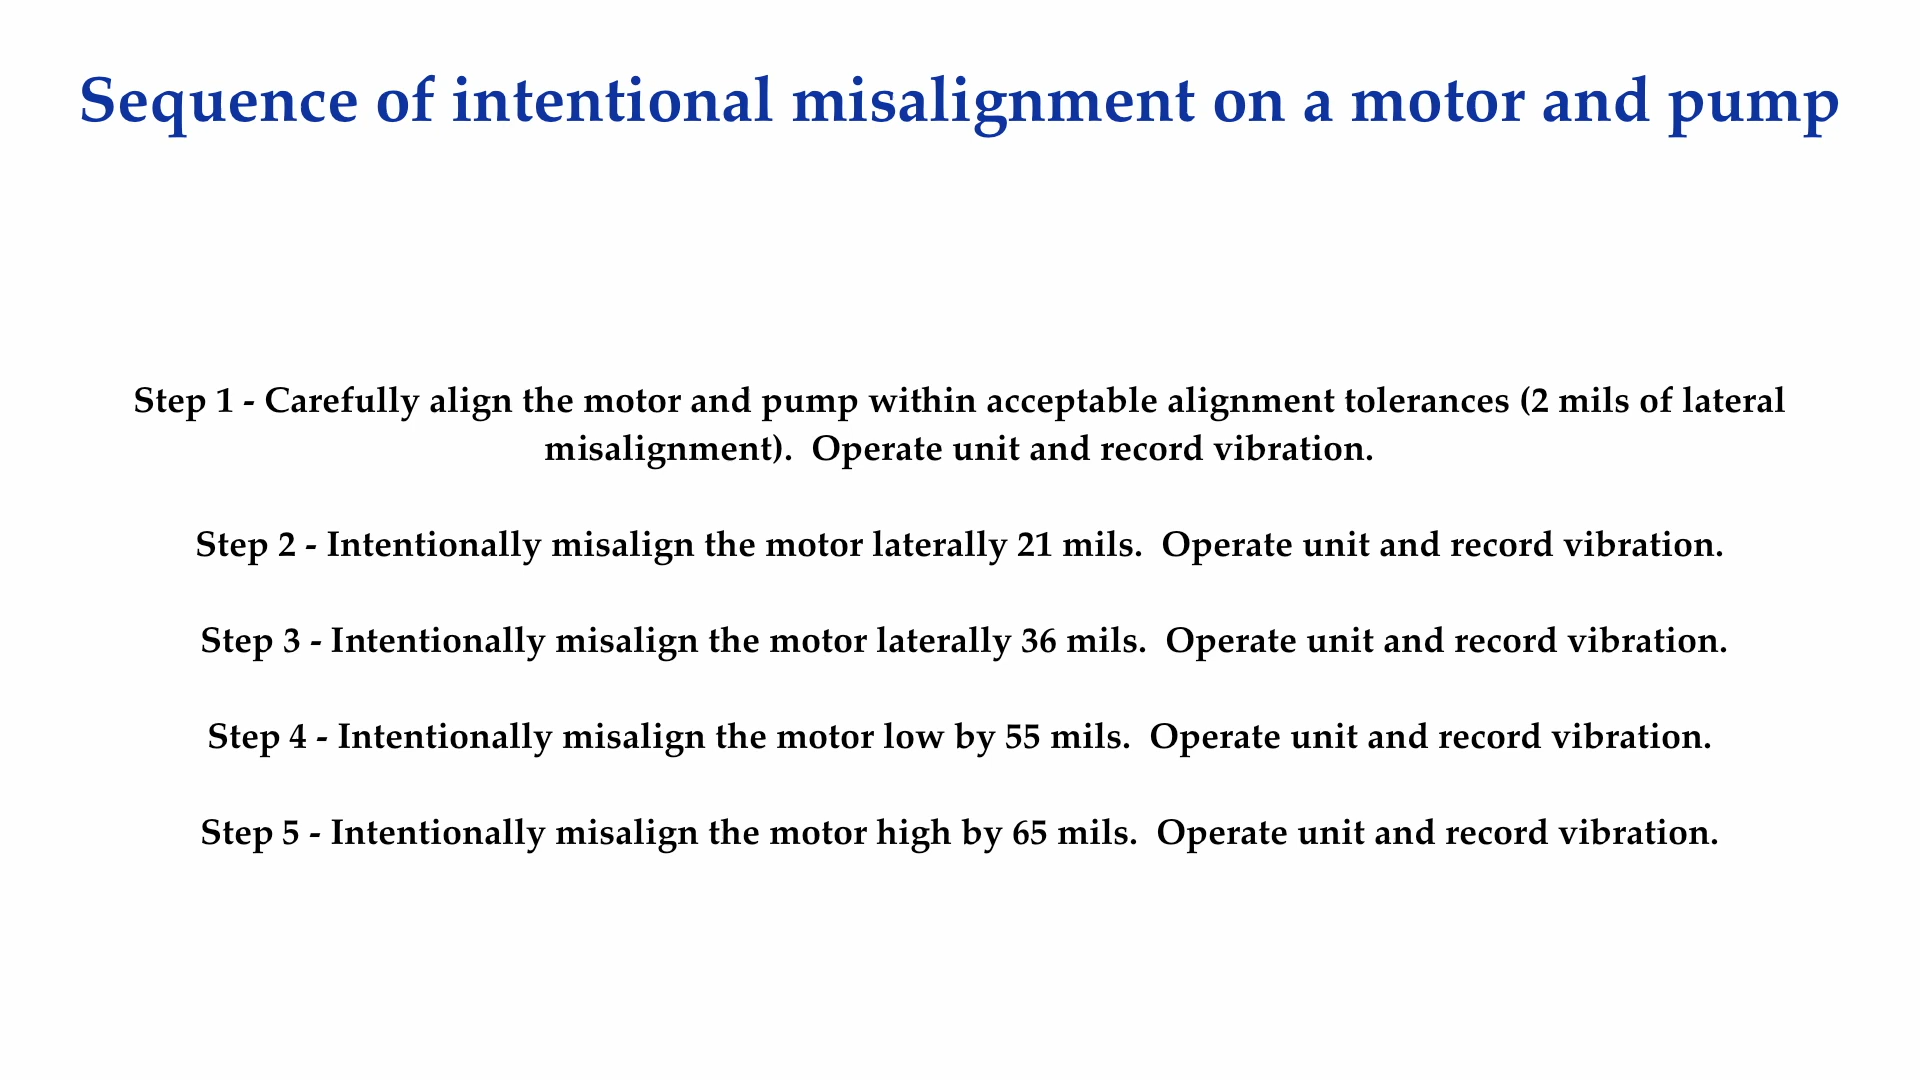 Sequence of intentional misalignment on a motor and pump
Step 1 - Carefully align the motor and pump within acceptable alignment tolerances (2 mils of lateral
misalignment).  Operate unit and record vibration.
Step 2 - Intentionally misalign the motor laterally 21 mils.  Operate unit and record vibration.
Step 3 - Intentionally misalign the motor laterally 36 mils.  Operate unit and record vibration.
Step 4 - Intentionally misalign the motor low by 55 mils.  Operate unit and record vibration.
Step 5 - Intentionally misalign the motor high by 65 mils.  Operate unit and record vibration.